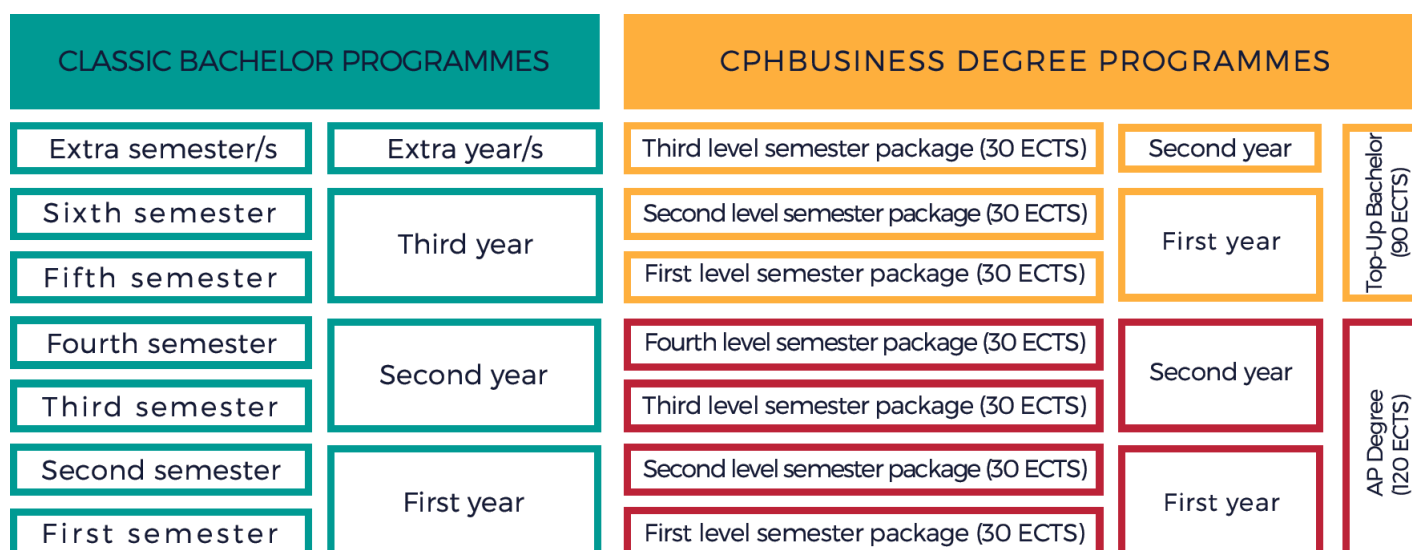 CLASSIC BACHELOR PROGRAMMES
CPHBUSINESS DEGREE PROGRAMMES
Extra semester/s
Extra year/s
Third level semester package (30 ECTS)
Second year
Top-Up Bachelor
(90 ECTS)
Sixth semester
Third year
Second level semester package (30 ECTS)
First year
Fifth semester
First level semester package (30 ECTS)
Fourth semester
Second year
Fourth level semester package (30 ECTS)
Second year
AP Degree
(120 ECTS)
Third semester
Third level semester package (30 ECTS)
Second semester
First year
Second level semester package (30 ECTS)
First year
First semester
First level semester package (30 ECTS)